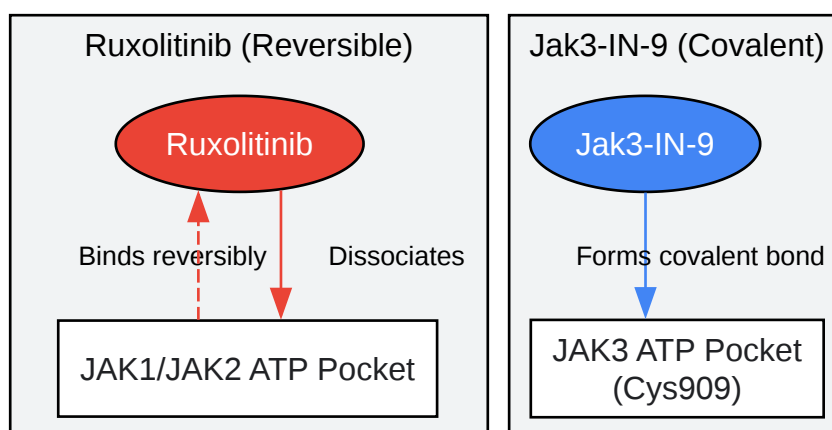 Ruxolitinib (Reversible)
Ruxolitinib
Binds reversibly
Dissociates
JAK1/JAK2 ATP Pocket
Jak3-IN-9 (Covalent)
Jak3-IN-9
Forms covalent bond
JAK3 ATP Pocket
(Cys909)